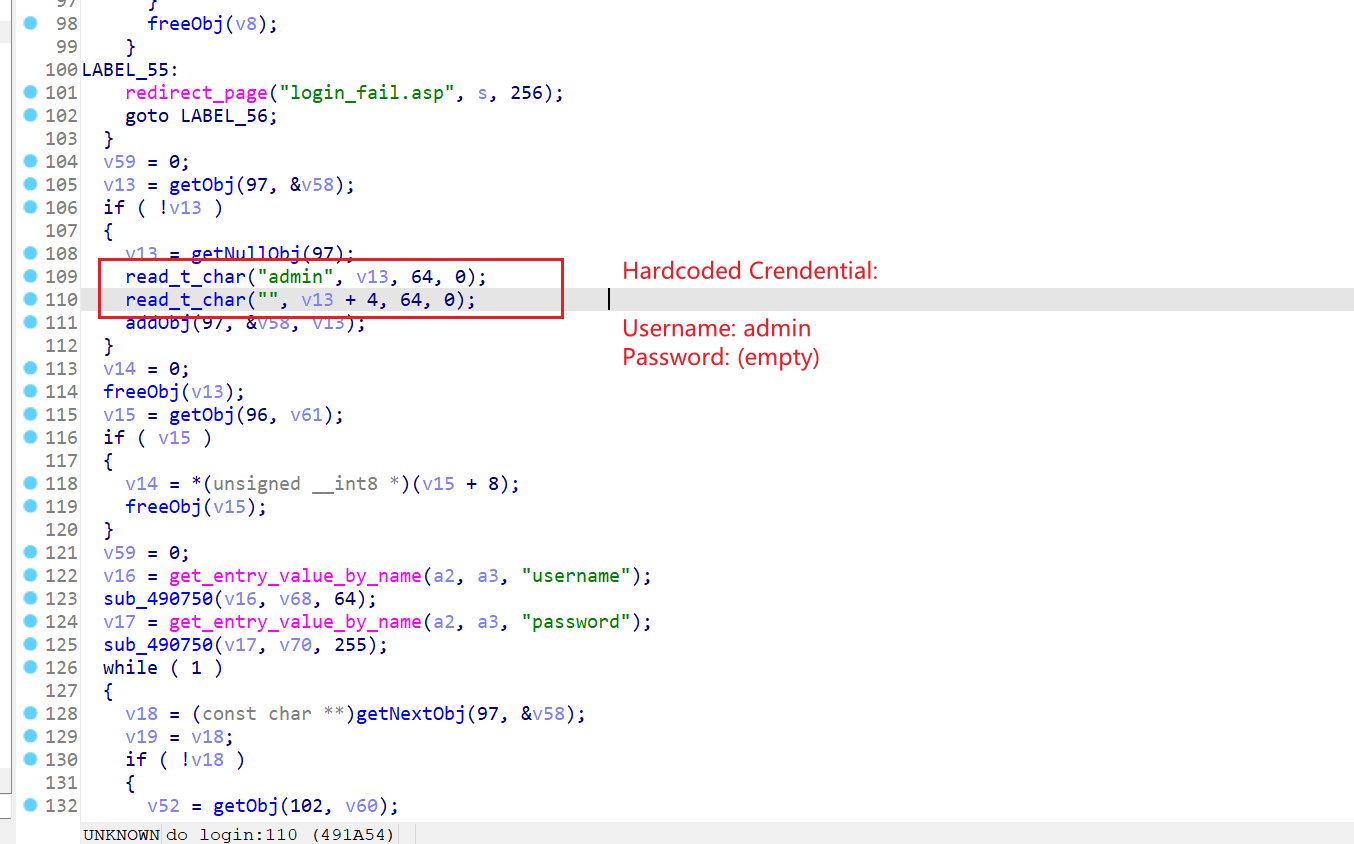 97 }
98 freeObj(v8);
99 }
100 LABEL_55:
101 redirect_page("login_fail.asp", s, 256);
102 goto LABEL_56;
103 }
104 v59 = 0;
105 v13 = getObj(97, &v58);
106 if ( !v13 )
107 {
108 v13 = getNullObj(97);
109 read_t_char("admin", v13, 64, 0);
Hardcoded Crendential:
110 read_t_char("", v13 + 4, 64, 0);
111 addObj(97, &v58, v13);
Username: admin
112 }
Password: (empty)
113 v14 = 0;
114 freeObj(v13);
115 v15 = getObj(96, v61);
116 if ( v15 )
117 {
118 v14 = *(unsigned __int8 *)(v15 + 8);
119 freeObj(v15);
120 }
121 v59 = 0;
122 v16 = get_entry_value_by_name(a2, a3, "username");
123 sub_490750(v16, v68, 64);
124 v17 = get_entry_value_by_name(a2, a3, "password");
125 sub_490750(v17, v70, 255);
126 while ( 1 )
127 {
128 v18 = (const char **)getNextObj(97, &v58);
129 v19 = v18;
130 if ( !v18 )
131 {
132 v52 = getObj(102, v60);
UNKNOWN do login:110 (491A54)